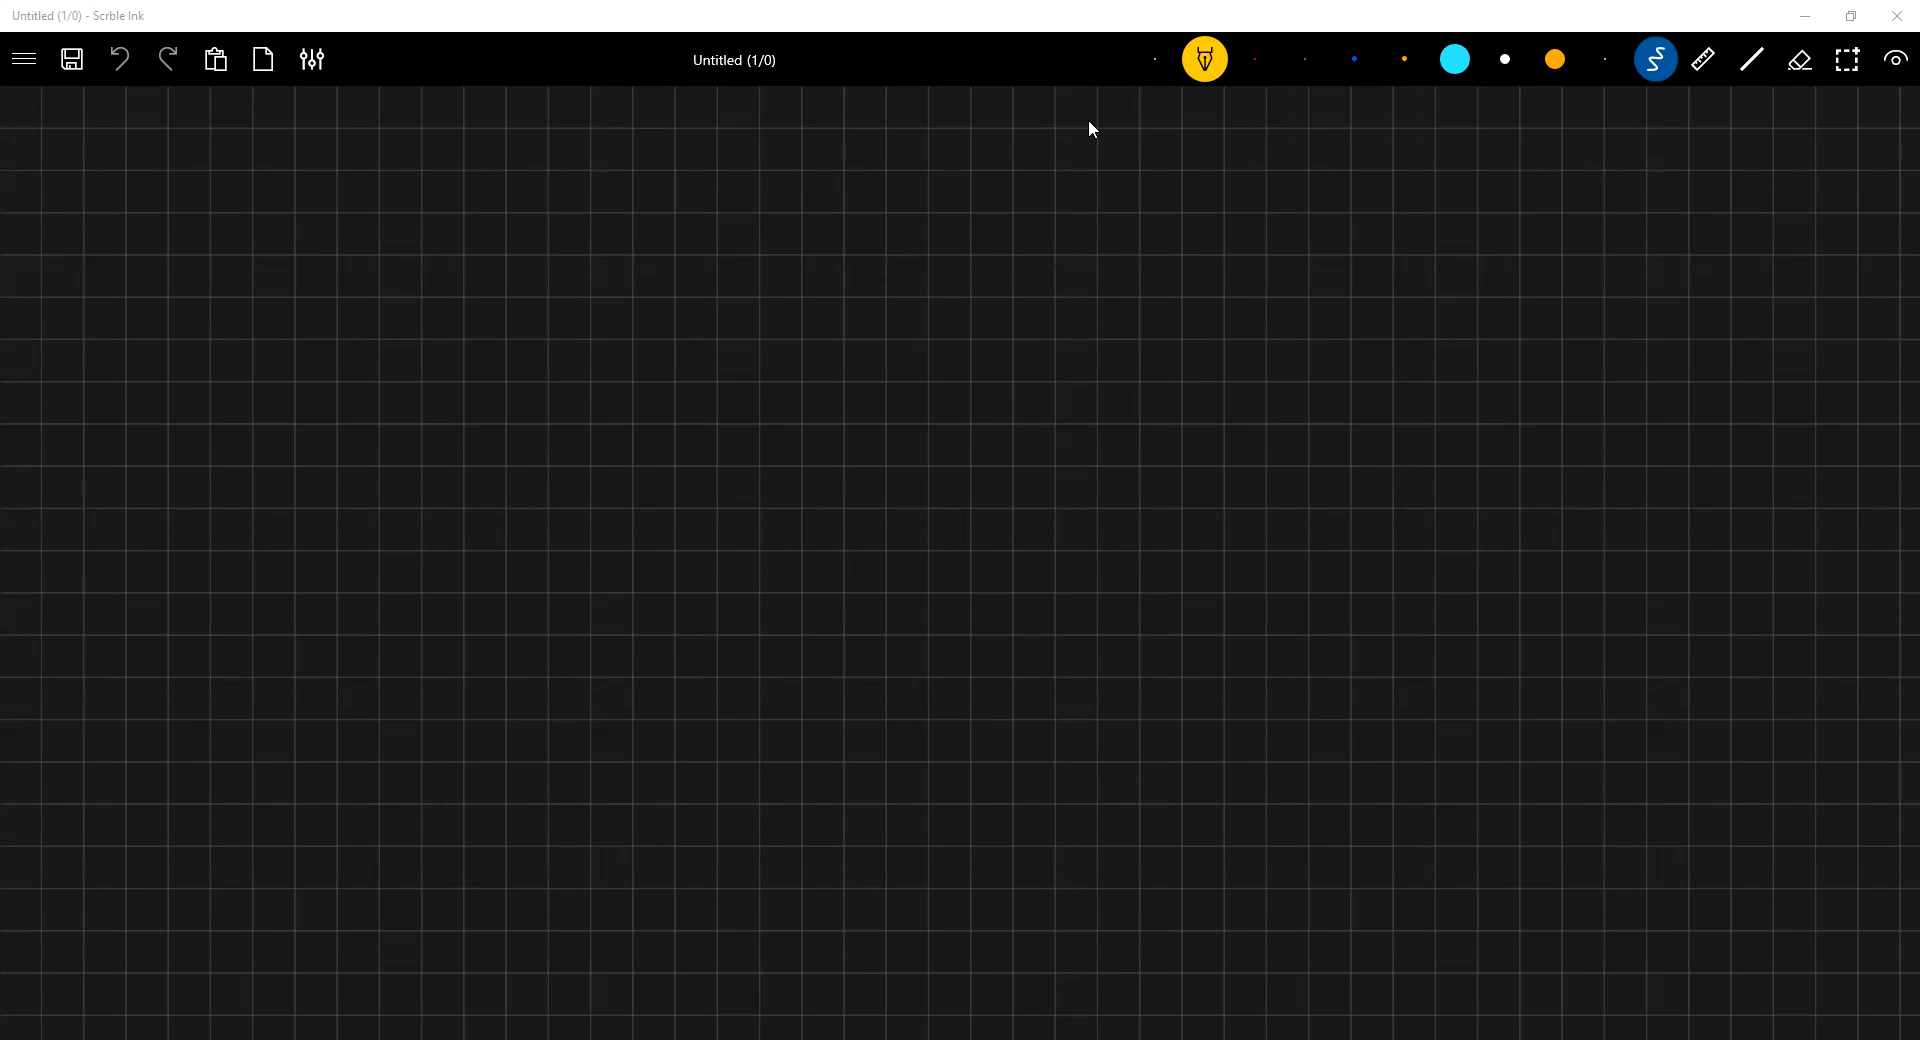 Untitled (1/0) - Scrble Ink
Untitled (1/0)